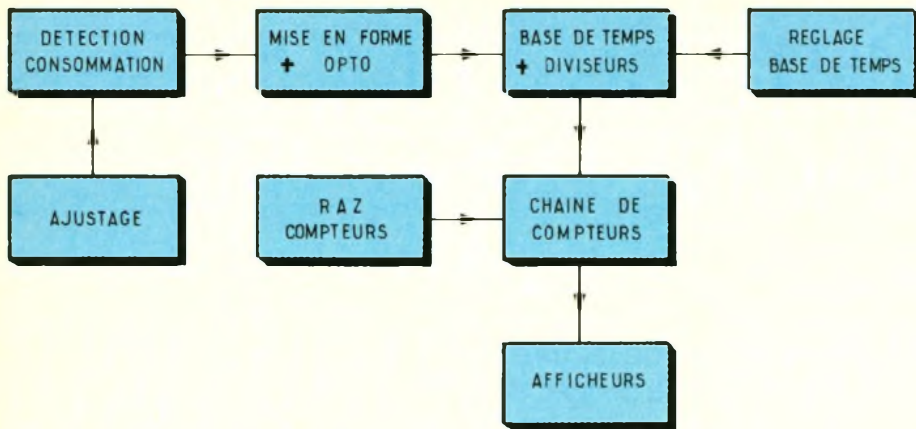 DETECTION
CONSOMMATION
MISE EN FORME
+ OPTO
BASE DE TEMPS
+ DIVISEURS
REGLAGE
BASE DE TEMPS
AJUSTAGE
R A Z
COMPTEURS
CHAINE DE
COMPTEURS
AFFICHEURS